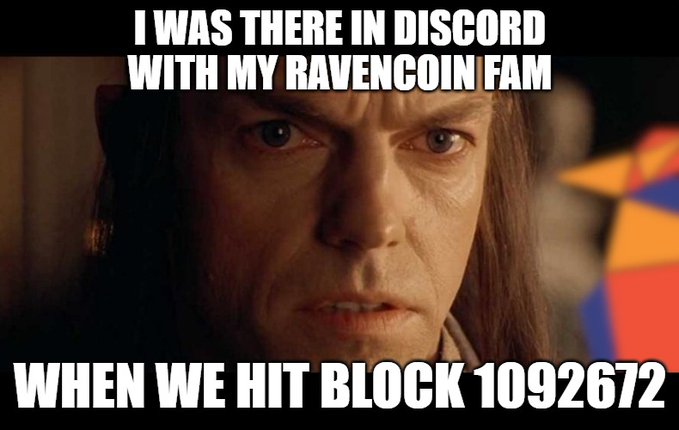 I WAS THERE IN DISCORD
WITH MY RAVENCOIN FAM
WHEN WE HIT BLOCK 1092672